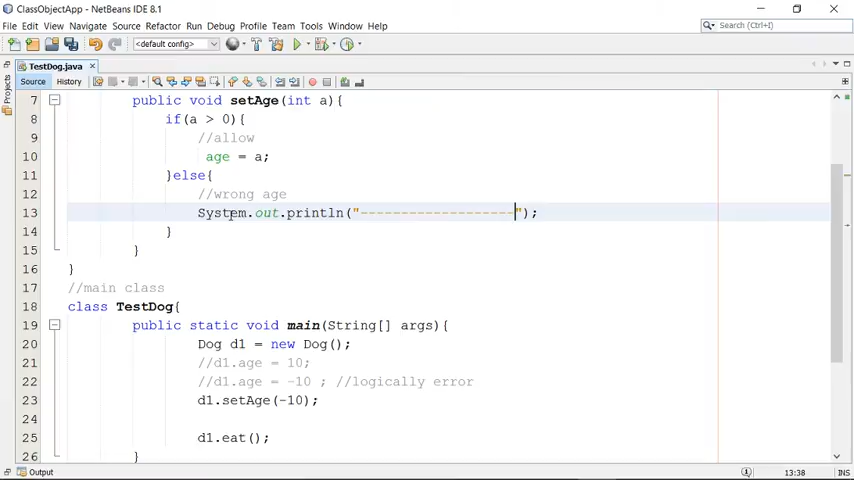 ClassObjectApp - NetBeans IDE 8.1
File Edit View Navigate Source Refactor Run Debug Profile Team Tools Window Help
Search (Ctrl+I)
<default config>
TestDog.java
Source History
Projects
7 public void setAge(int a){
8 if(a > 0){
9 //allow
10 age = a;
11 }else{
12 //wrong age
13 System.out.println("-------------------");
14 }
15 }
16 }
17 //main class
18 class TestDog{
19 public static void main(String[] args){
20 Dog d1 = new Dog();
21 //d1.age = 10;
22 //d1.age = -10 ; //logically error
23 d1.setAge(-10);
24
25 d1.eat();
26 }
Output
13:38 INS